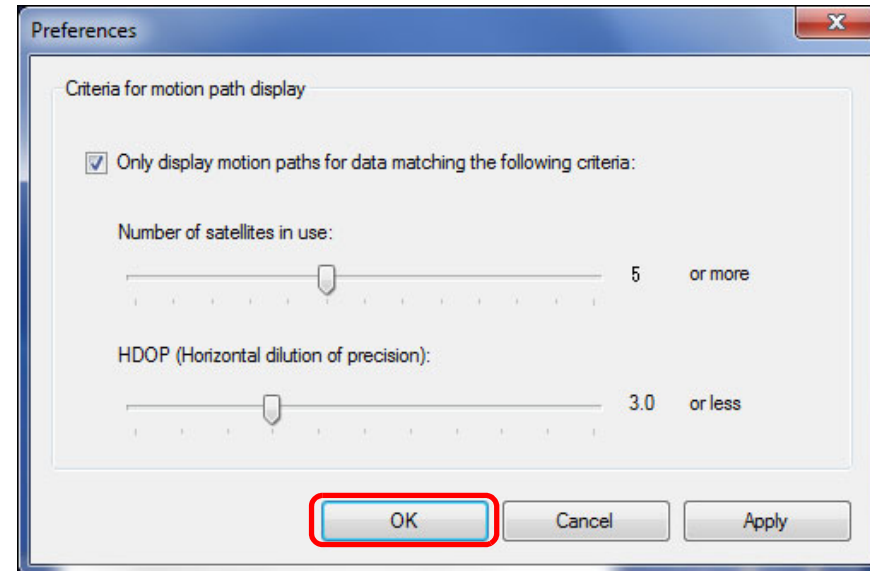 Preferences
Criteria for motion path display
Only display motion paths for data matching the following criteria:
Number of satellites in use:
5 or more
HDOP (Horizontal dilution of precision):
3.0 or less
OK Cancel Apply